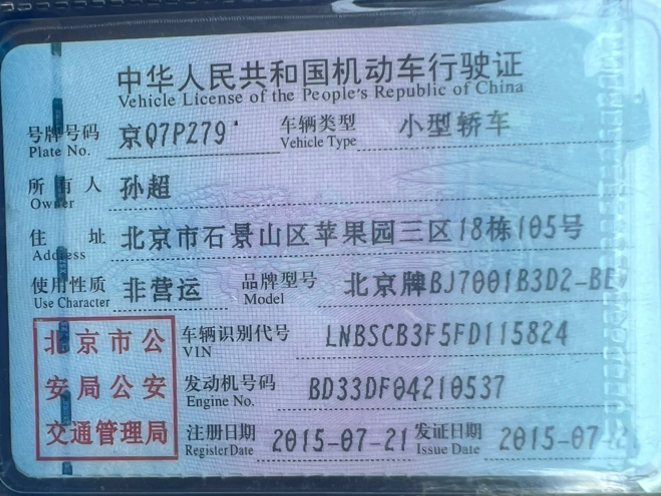 中华人民共和国机动车行驶证
Vehicle License of the People's Republic of China
号牌号码 京Q7P279 车辆类型 小型轿车
Plate No. Vehicle Type
所有人 孙超
Owner
住址 北京市石景山区苹果园三区18栋105号
Address
使用性质 非营运 品牌型号 北京牌BJ7001B3D2-BE
Use Character Model
北京市公 车辆识别代号 LNBSCB3F5FD115824
VIN
安局公安 发动机号码 BD33DF04210537
Engine No.
交通管理局 注册日期 2015-07-21 发证日期 2015-07-2
Register Date Issue Date